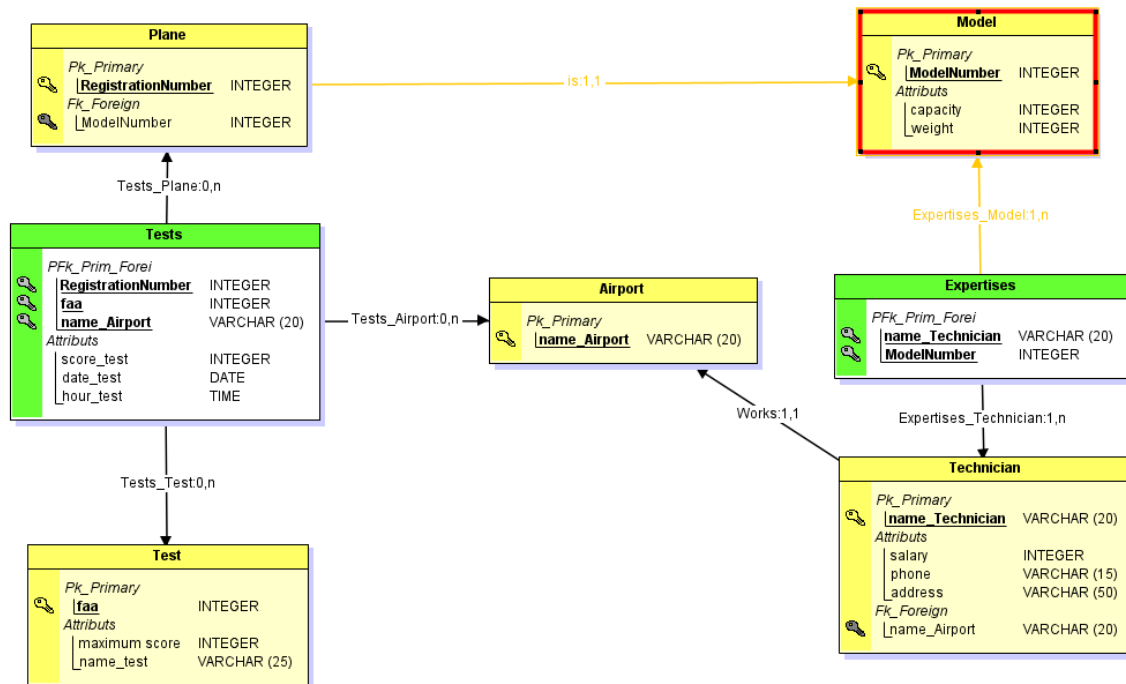 Plane
Pk_Primary
RegistrationNumber INTEGER
Fk_Foreign
ModelNumber INTEGER
is:1,1
Model
Pk_Primary
ModelNumber INTEGER
Attributs
capacity INTEGER
weight INTEGER
Tests_Plane:0,n
Expertises_Model:1,n
Tests
PFk_Prim_Forei
RegistrationNumber INTEGER
faa INTEGER
name_Airport VARCHAR (20)
Attributs
score_test INTEGER
date_test DATE
hour_test TIME
Tests_Airport:0,n
Airport
Pk_Primary
name_Airport VARCHAR (20)
Expertises
PFk_Prim_Forei
name_Technician VARCHAR (20)
ModelNumber INTEGER
Works:1,1
Expertises_Technician:1,n
Tests_Test:0,n
Technician
Pk_Primary
name_Technician VARCHAR (20)
Attributs
salary INTEGER
phone VARCHAR (15)
address VARCHAR (50)
Fk_Foreign
name_Airport VARCHAR (20)
Test
Pk_Primary
faa INTEGER
Attributs
maximum score INTEGER
name_test VARCHAR (25)